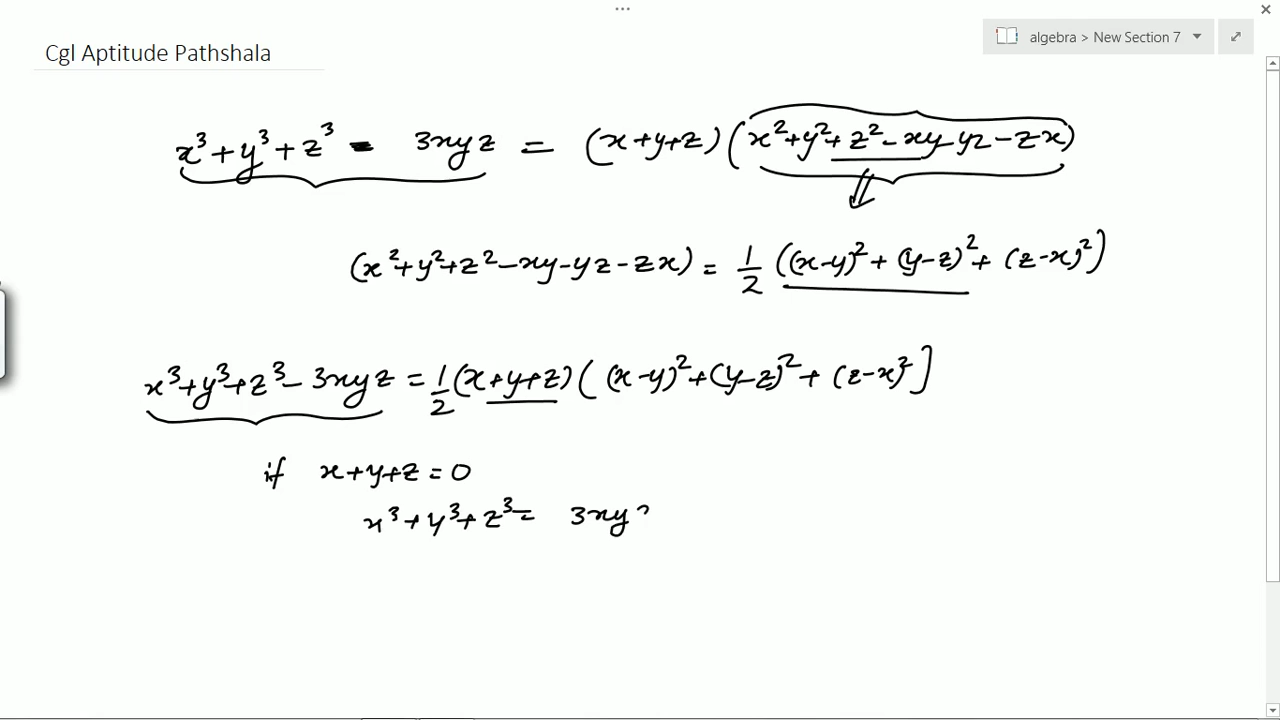 Cgl Aptitude Pathshala
algebra > New Section 7
x³+y³+z³ - 3xyz = (x+y+z)(x²+y²+z²-xy-yz-zx)
(x²+y²+z²-xy-yz-zx) = 1/2 ((x-y)²+(y-z)²+(z-x)²)
x³+y³+z³-3xyz = 1/2 (x+y+z)((x-y)²+(y-z)²+(z-x)²]
if x+y+z=0
x³+y³+z³= 3xy